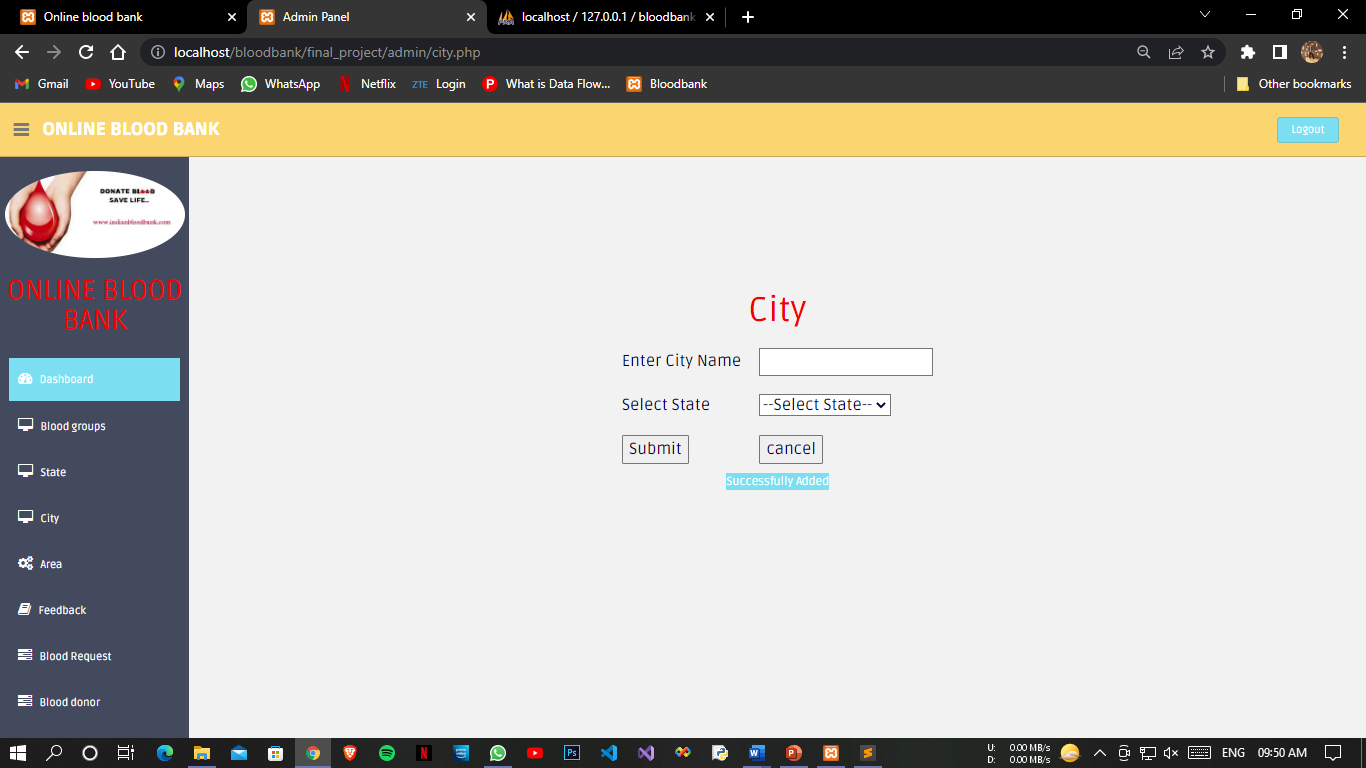 Online blood bank
Admin Panel
localhost / 127.0.0.1 / bloodbank
localhost/bloodbank/final_project/admin/city.php
Gmail
YouTube
Maps
WhatsApp
Netflix
ZTE Login
What is Data Flow...
Bloodbank
Other bookmarks
ONLINE BLOOD BANK
Logout
DONATE BLOOD
SAVE LIFE..
www.indianbloodbank.com
ONLINE BLOOD
BANK
Dashboard
Blood groups
State
City
Area
Feedback
Blood Request
Blood donor
City
Enter City Name
Select State
--Select State--
Submit
cancel
Successfully Added
U: 0.00 MB/s
D: 0.00 MB/s
ENG
09:50 AM